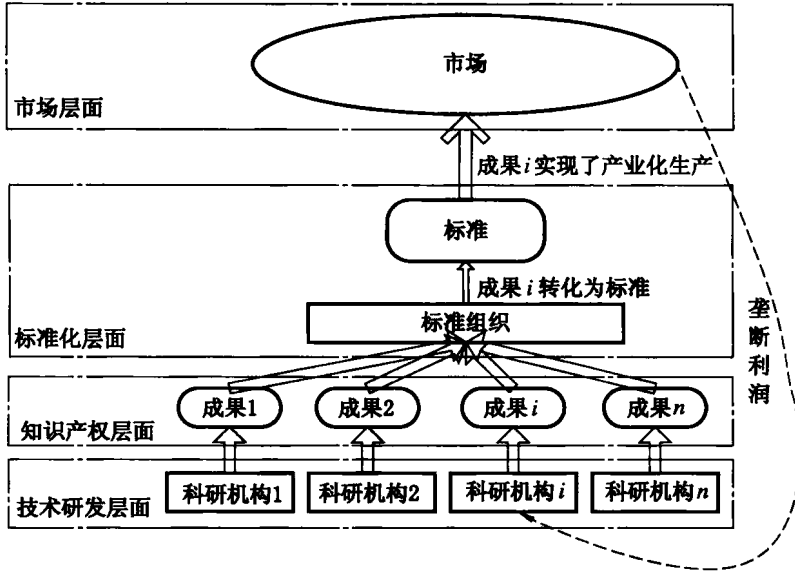 市场
市场层面
成果i实现了产业化生产
标准
成果i转化为标准
标准组织
标准化层面
垄断利润
成果1
成果2
成果i
成果n
知识产权层面
科研机构1
科研机构2
科研机构i
科研机构n
技术研发层面